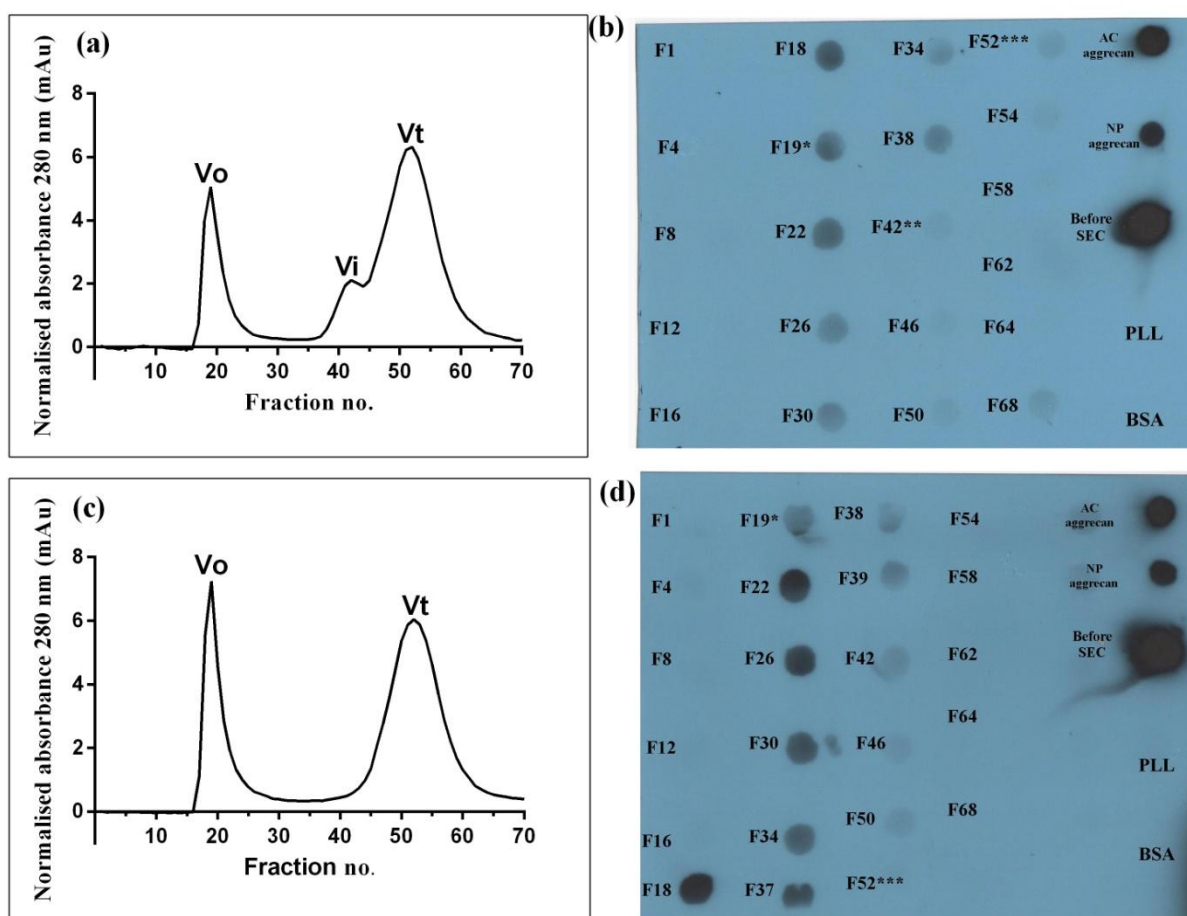 (a)
Normalised absorbance 280 nm (mAu)
8
6
4
2
0
Vo
Vi
Vt
10 20 30 40 50 60 70
Fraction no.
(b)
F1 F18 F34 F52*** AC aggrecan
F54
F4 F19* F38 NP aggrecan
F58
F8 F22 F42** Before SEC
F62
F12 F26 F46 F64 PLL
F16 F30 F50 F68 BSA
(c)
Normalised absorbance 280 nm (mAu)
8
6
4
2
0
Vo
Vt
10 20 30 40 50 60 70
Fraction no.
(d)
F1 F19* F38 F54 AC aggrecan
F4 F22 F39 F58 NP aggrecan
F8 F26 F42 F62 Before SEC
F64
F12 F30 F46 PLL
F16 F34 F50 F68 BSA
F18 F37 F52***